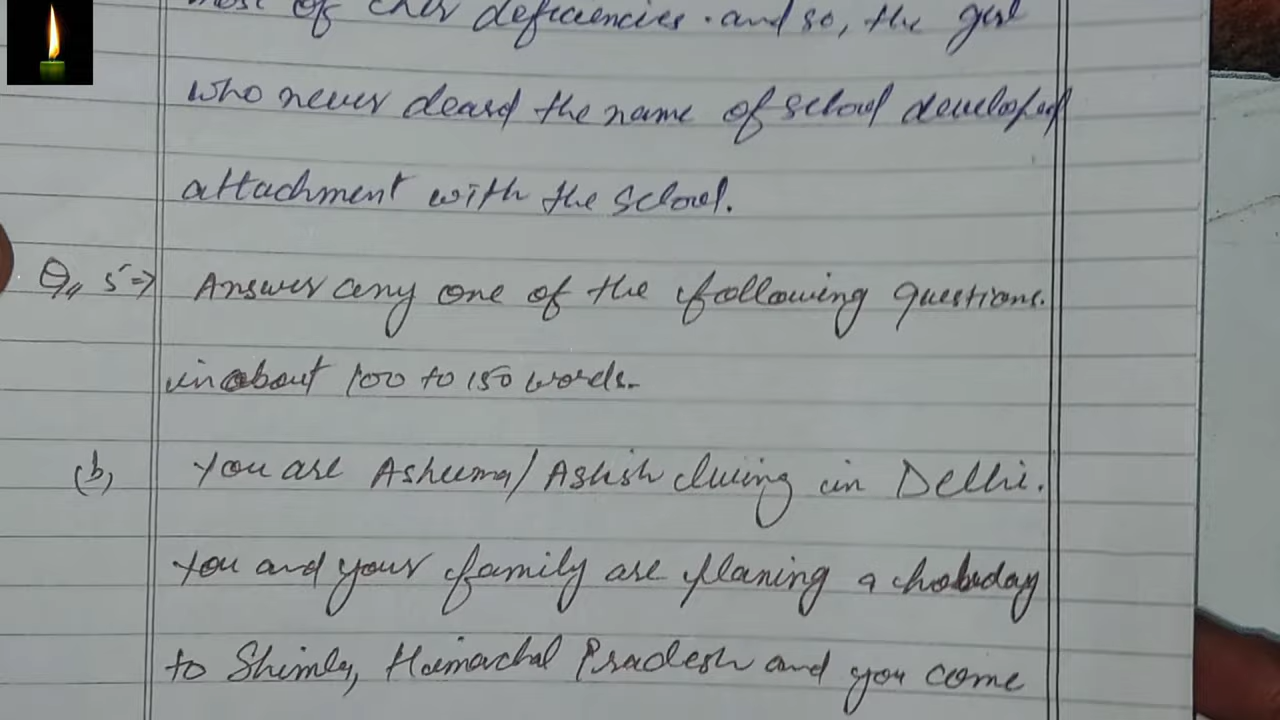 most of her deficiencies. and so, the girl
who never heard the name of school developed
attachment with the school.
Q,, 5 => Answer any one of the following questions.
in about 100 to 150 words.
(b) You are Asheema/Ashish living in Delhi.
You and your family are planing a holiday
to Shimla, Himachal Pradesh and you come